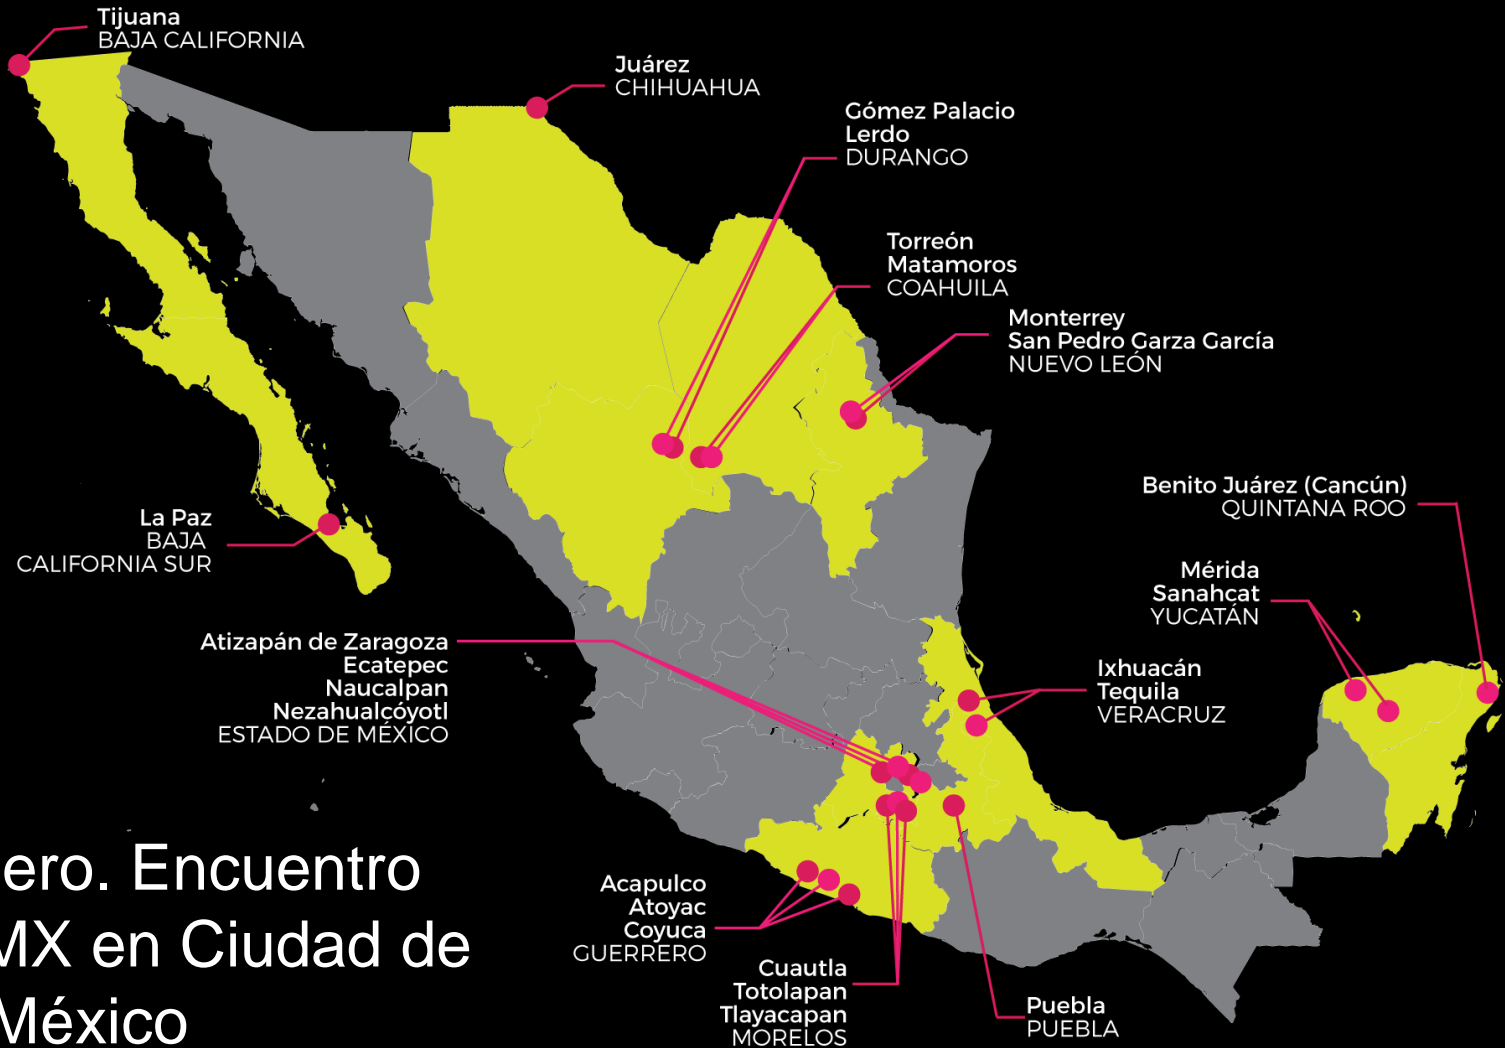 Tijuana
BAJA CALIFORNIA
Juárez
CHIHUAHUA
Gómez Palacio
Lerdo
DURANGO
Torreón
Matamoros
COAHUILA
Monterrey
San Pedro Garza García
NUEVO LEÓN
Benito Juárez (Cancún)
QUINTANA ROO
La Paz
BAJA
CALIFORNIA SUR
Mérida
Sanahcat
YUCATÁN
Atizapán de Zaragoza
Ecatepec
Naucalpan
Nezahualcóyotl
ESTADO DE MÉXICO
Ixhuacán
Tequila
VERACRUZ
Acapulco
Atoyac
Coyuca
GUERRERO
Cuautla
Totolapan
Tlayacapan
MORELOS
Puebla
PUEBLA
ero. Encuentro
MX en Ciudad de
México